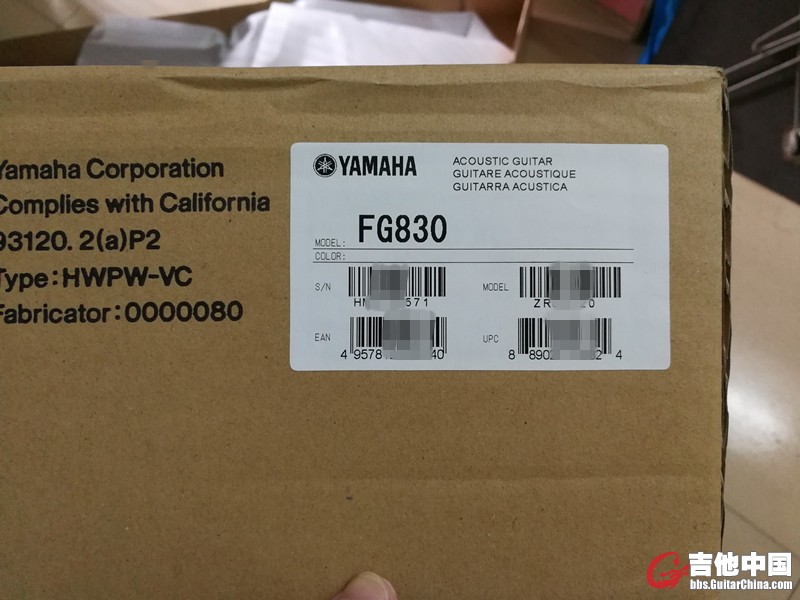 Yamaha Corporation
Complies with California
93120. 2(a)P2
Type:HWPW-VC
Fabricator:0000080
YAMAHA
ACOUSTIC GUITAR
GUITARE ACOUSTIQUE
GUITARRA ACUSTICA
MODEL: FG830
COLOR:
S/N
571
MODEL
EAN
UPC
吉他中国
bbs.GuitarChina.com